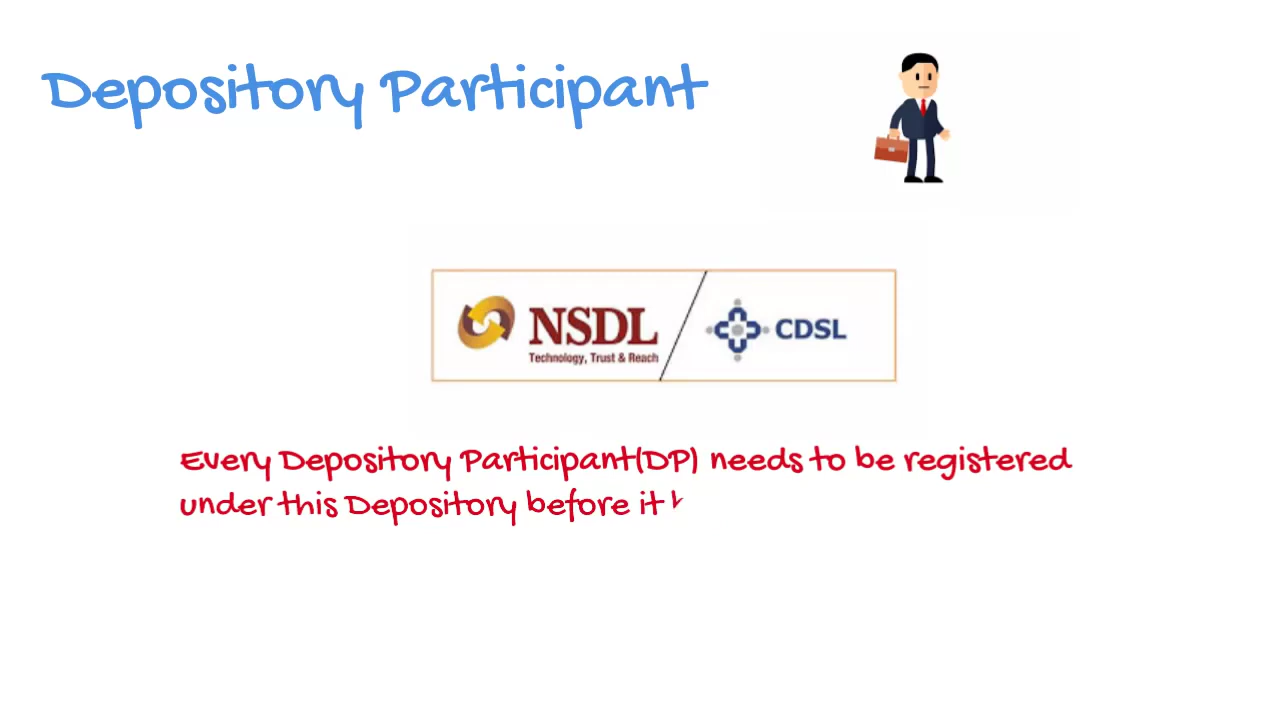 Depository Participant
NSDL
Technology, Trust & Reach
CDSL
Every Depository Participant(DP) needs to be registered
under this Depository before it